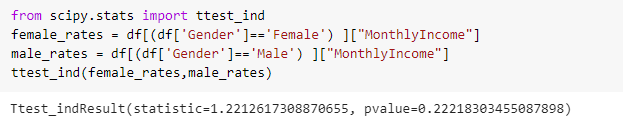 from scipy.stats import ttest_ind
female_rates = df[(df['Gender']=='Female') ]["MonthlyIncome"]
male_rates = df[(df['Gender']=='Male') ]["MonthlyIncome"]
ttest_ind(female_rates,male_rates)
Ttest_indResult(statistic=1.2212617308870655, pvalue=0.22218303455087898)